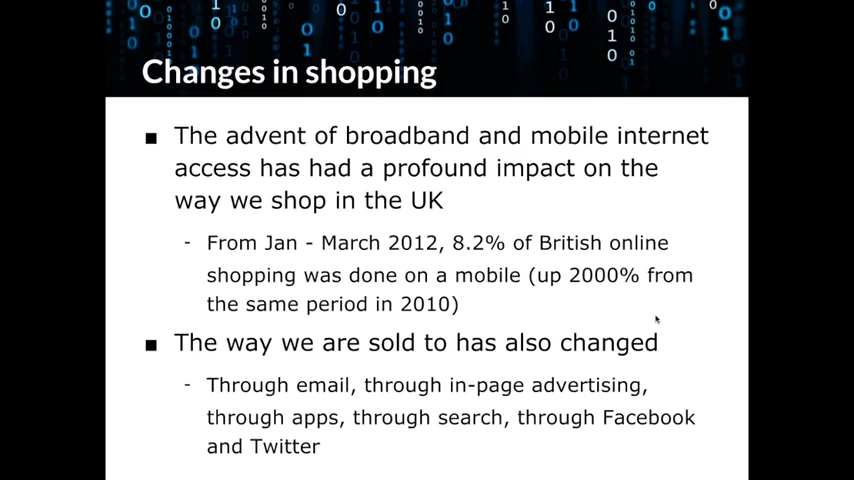 Changes in shopping
■ The advent of broadband and mobile internet
access has had a profound impact on the
way we shop in the UK
- From Jan - March 2012, 8.2% of British online
shopping was done on a mobile (up 2000% from
the same period in 2010)
■ The way we are sold to has also changed
- Through email, through in-page advertising,
through apps, through search, through Facebook
and Twitter